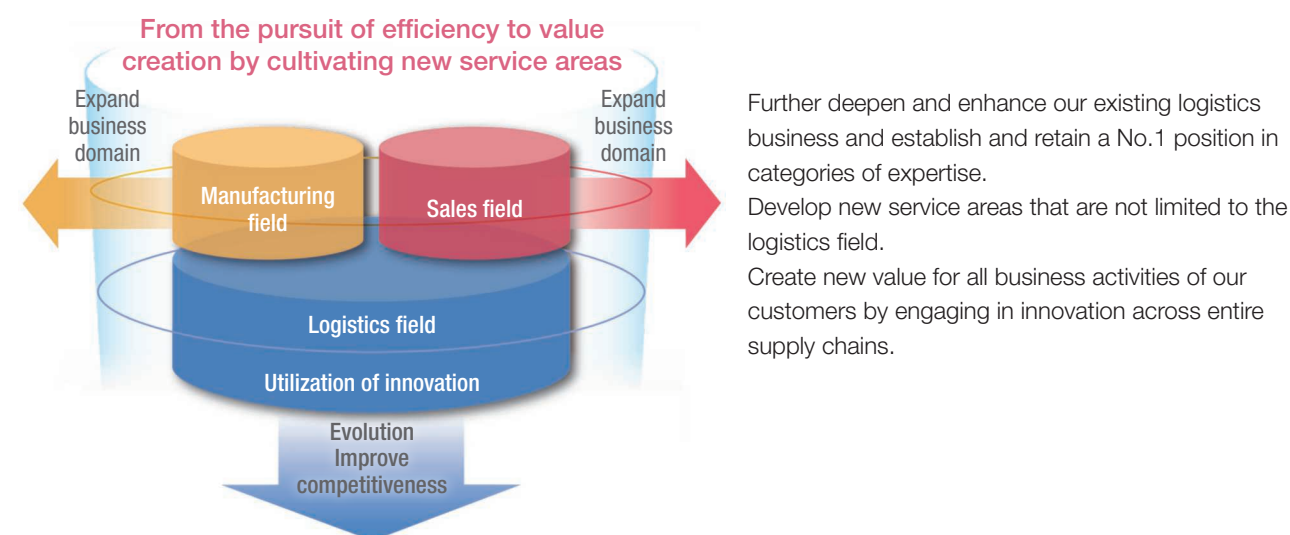 From the pursuit of efficiency to value
creation by cultivating new service areas
Expand
business
domain
Expand
business
domain
Manufacturing
field
Sales field
Logistics field
Utilization of innovation
Evolution
Improve
competitiveness
Further deepen and enhance our existing logistics
business and establish and retain a No.1 position in
categories of expertise.
Develop new service areas that are not limited to the
logistics field.
Create new value for all business activities of our
customers by engaging in innovation across entire
supply chains.